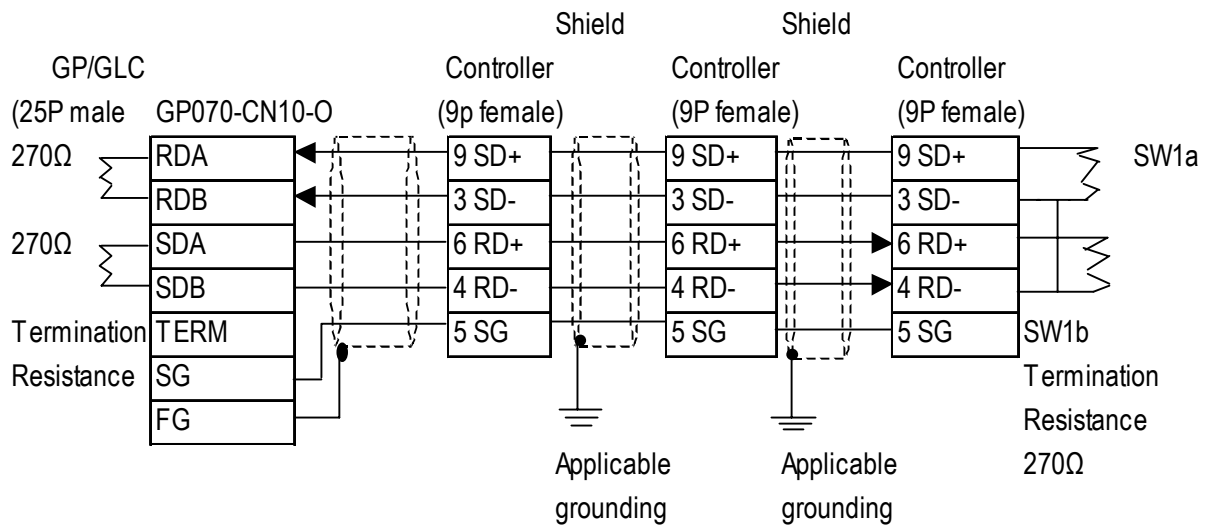 Shield Shield
GP/GLC Controller Controller Controller
(25P male GP070-CN10-O (9p female) (9P female) (9P female)
270Ω RDA 9 SD+ 9 SD+ 9 SD+ SW1a
RDB 3 SD- 3 SD- 3 SD-
270Ω SDA 6 RD+ 6 RD+ 6 RD+
SDB 4 RD- 4 RD- 4 RD-
Termination TERM 5 SG 5 SG 5 SG SW1b
Resistance SG Termination
FG Resistance
Applicable Applicable 270Ω
grounding grounding